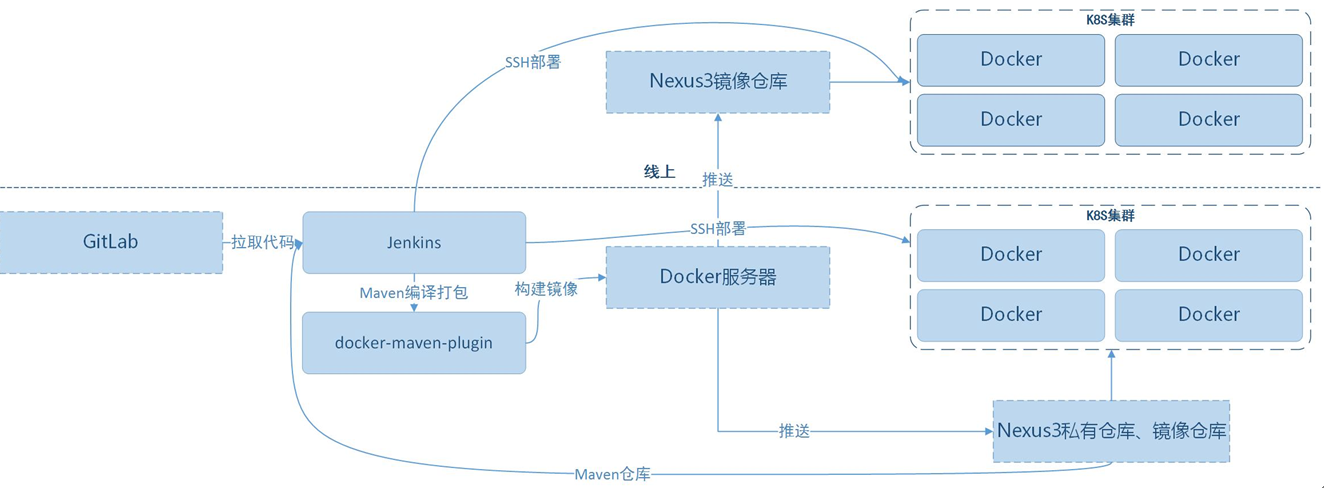 K8S集群
SSH部署
Nexus3镜像仓库
Docker
Docker
Docker
Docker
线上
推送
GitLab
拉取代码
Jenkins
SSH部署
K8S集群
Docker
Docker
Docker
Docker
Maven编译打包
构建镜像
Docker服务器
docker-maven-plugin
推送
Nexus3私有仓库、镜像仓库
Maven仓库